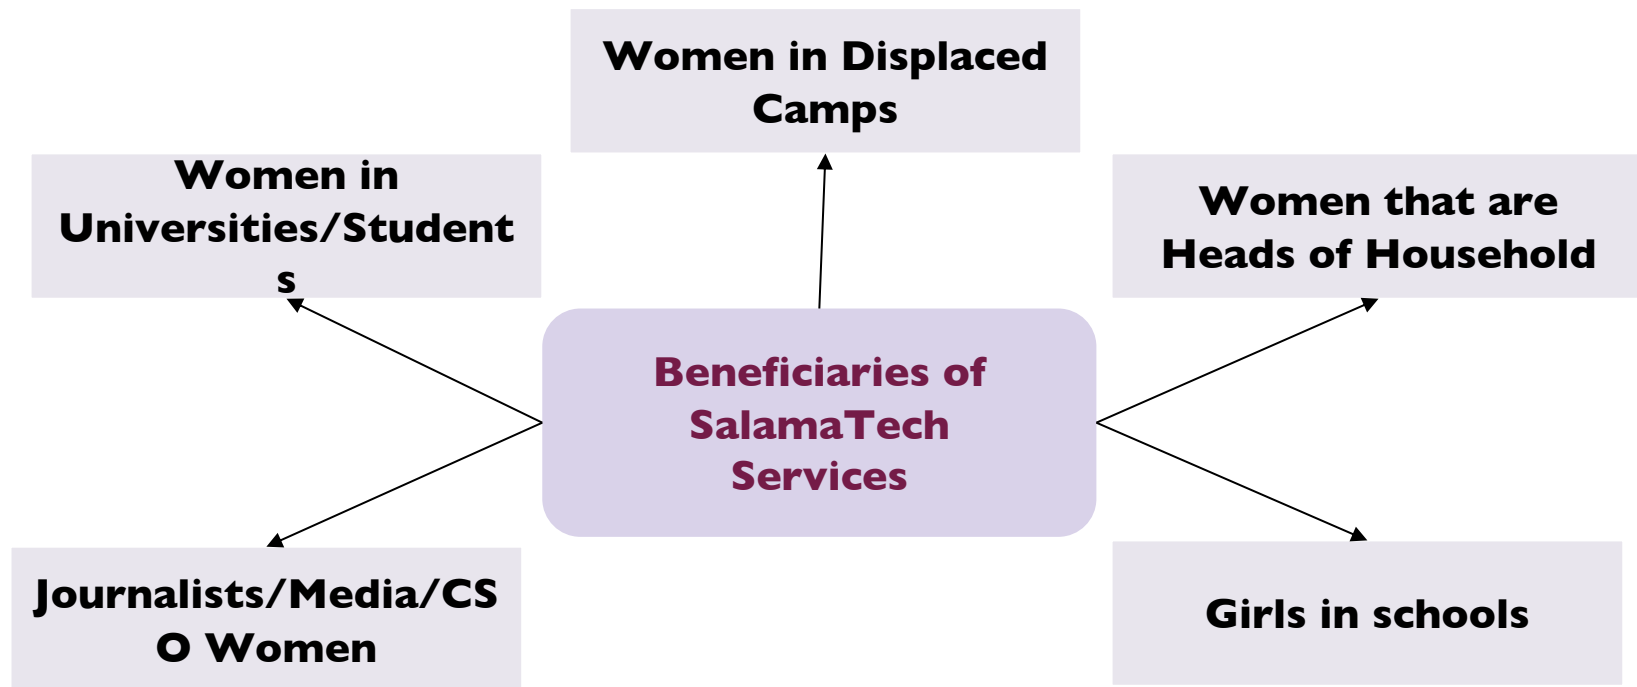 Women in Displaced
Camps
Women in
Universities/Student
s
Women that are
Heads of Household
Beneficiaries of
SalamaTech
Services
Journalists/Media/CS
O Women
Girls in schools